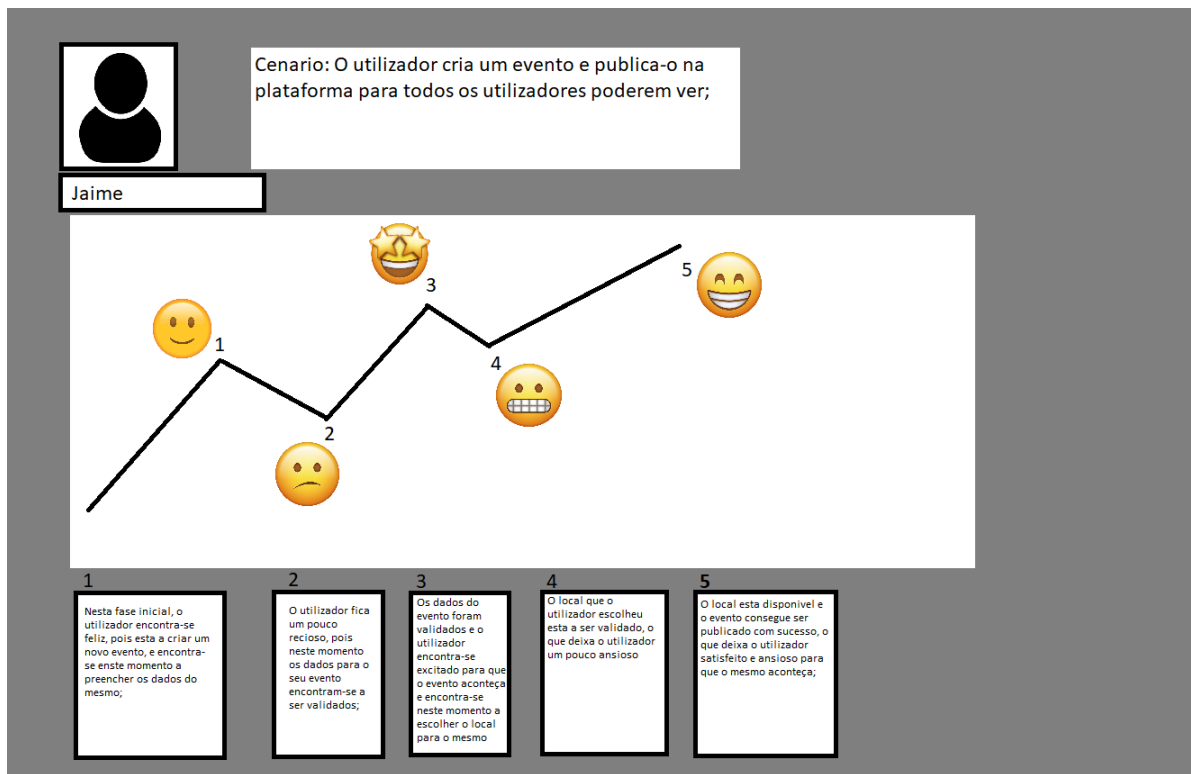 Cenario: O utilizador cria um evento e publica-o na
plataforma para todos os utilizadores poderem ver;
Jaime
1
2
3
4
5
1
Nesta fase inicial, o
utilizador encontra-se
feliz, pois esta a criar um
novo evento, e encontra-
se enste momento a
preencher os dados do
mesmo;
2
O utilizador fica
um pouco
recioso, pois
neste momento
os dados para o
seu evento
encontram-se a
ser validados;
3
Os dados do
evento foram
validados e o
utilizador
encontra-se
excitado para que
o evento aconteça
e encontra-se
neste momento a
escolher o local
para o mesmo
4
O local que o
utilizador escolheu
esta a ser validado, o
que deixa o utilizador
um pouco ansioso
5
O local esta disponivel e
o evento consegue ser
publicado com sucesso, o
que deixa o utilizador
satisfeito e ansioso para
que o mesmo aconteça;